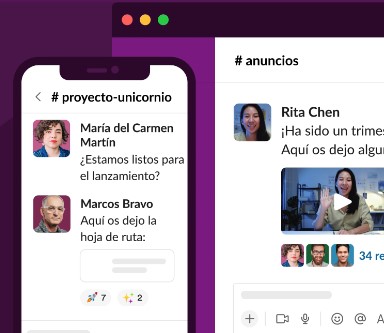 # proyecto-unicornio
María del Carmen
Martín
¿Estamos listos para
el lanzamiento?
Marcos Bravo
Aquí os dejo la
hoja de ruta:
7
2
# anuncios
Rita Chen
¡Ha sido un trimes
Aquí os dejo algu
34 re